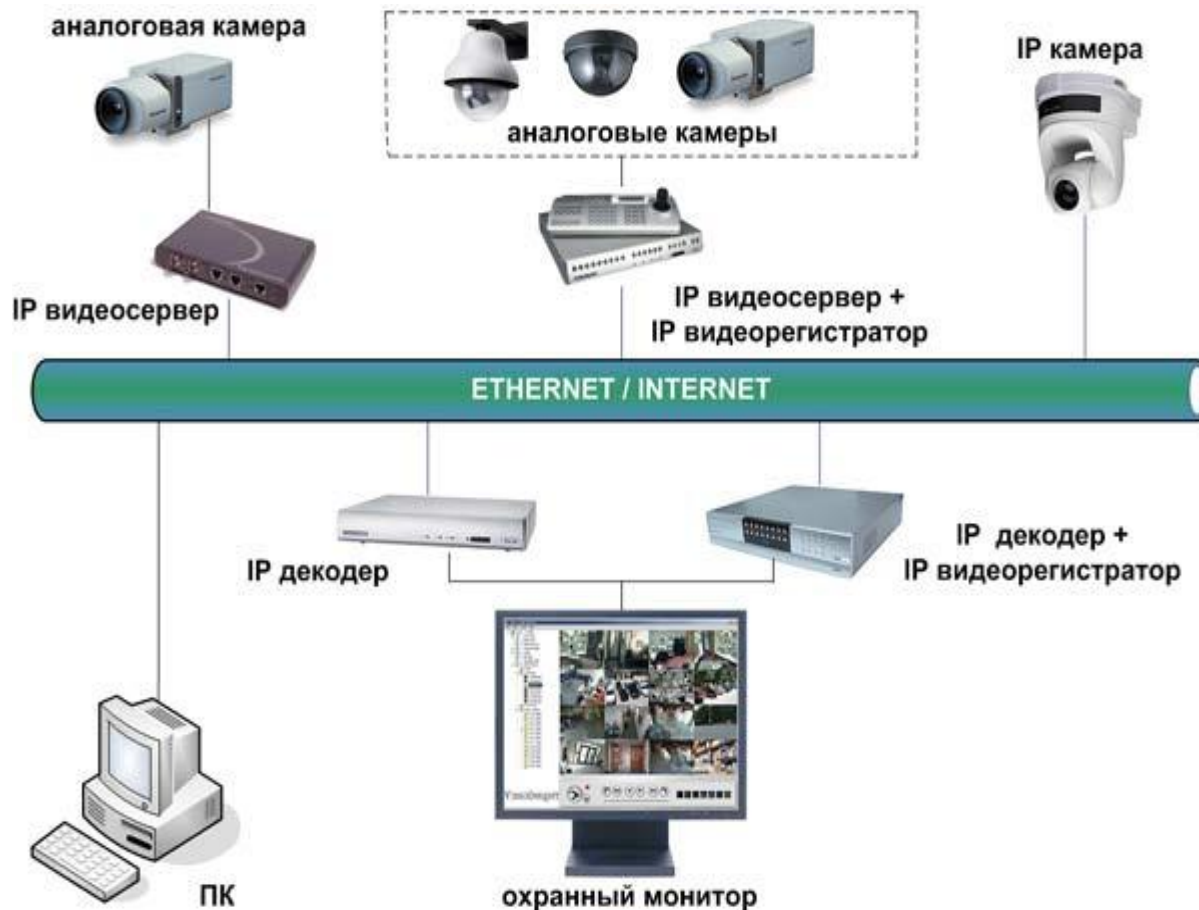 аналоговая камера
аналоговые камеры
IP камера
IP видеосервер
IP видеосервер +
IP видеорегистратор
ETHERNET / INTERNET
IP декодер
IP декодер +
IP видеорегистратор
ПК
охранный монитор